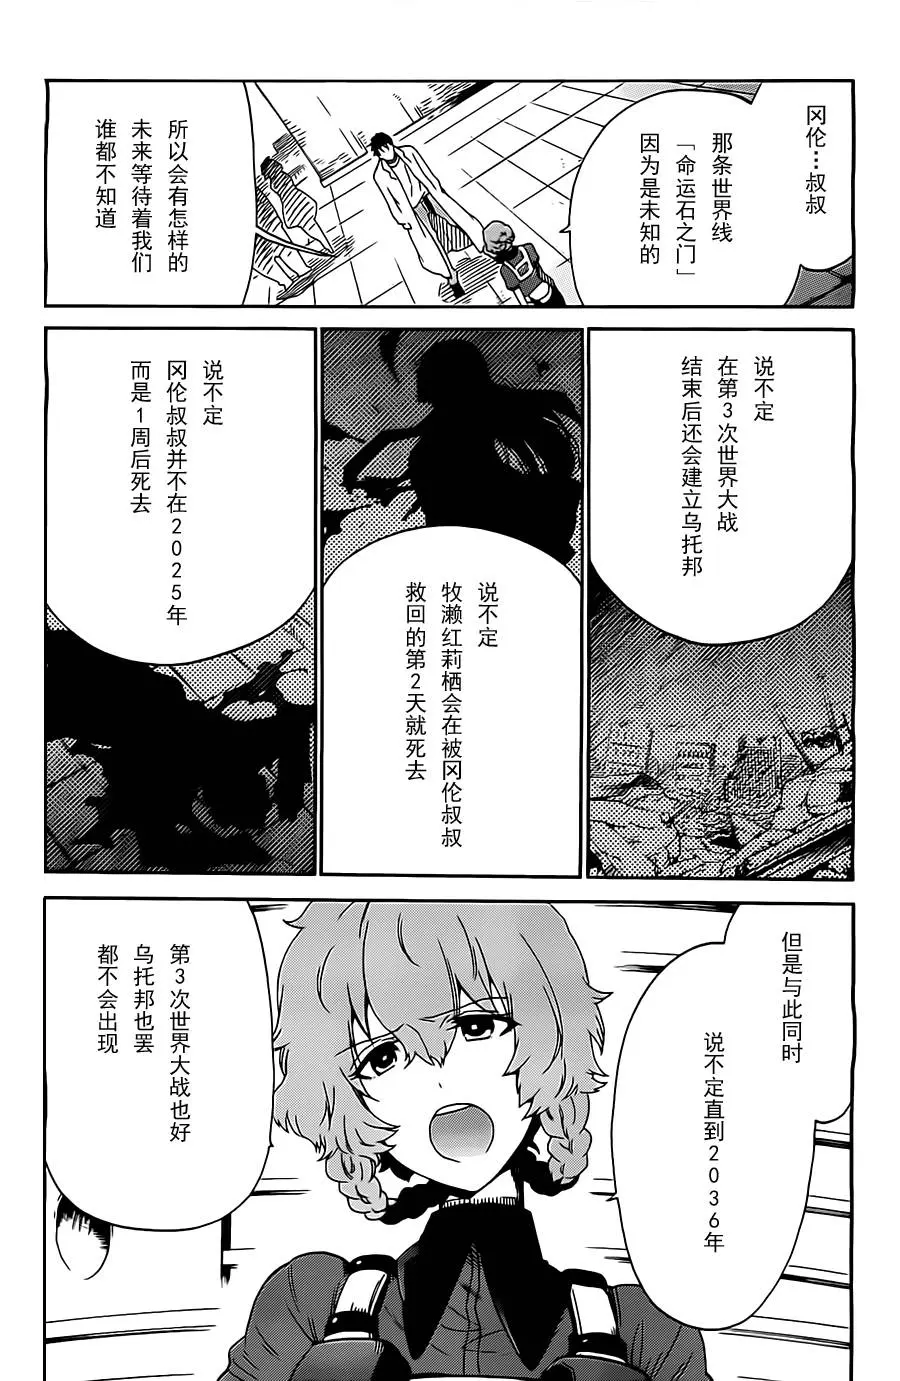 冈伦…叔叔
那条世界线
「命运石之门」
因为是未知的
所以会有怎样的
未来等待着我们
谁都不知道
说不定
在第3次世界大战
结束后还会建立乌托邦
说不定
牧濑红莉栖会在被冈伦叔叔
救回的第2天就死去
说不定
冈伦叔叔并不在2025年
而是1周后死去
但是与此同时
说不定直到2036年
第3次世界大战也好
乌托邦也罢
都不会出现